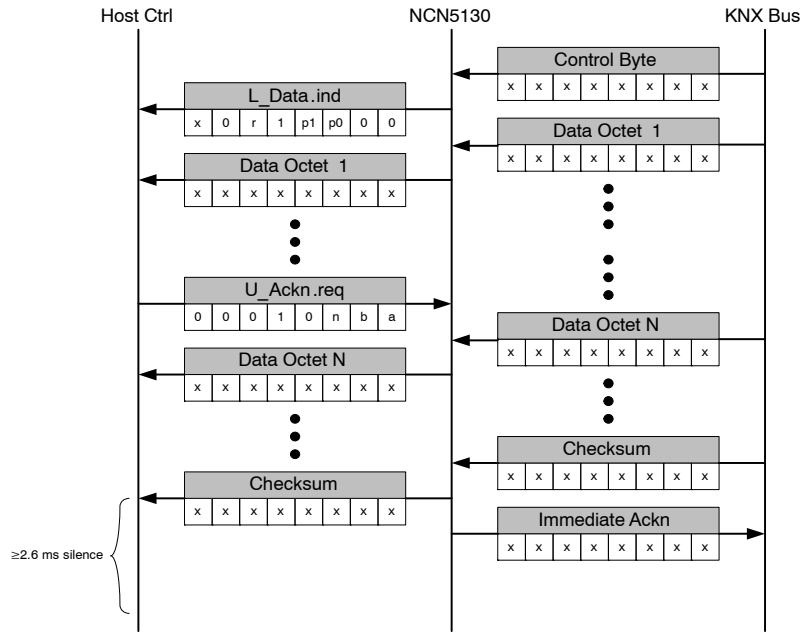 Host Ctrl NCN5130 KNX Bus
Control Byte
x x x x x x x x
L_Data.ind
x 0 r 1 p1 p0 0 0
Data Octet 1
x x x x x x x x
Data Octet 1
x x x x x x x x
U_Ackn.req
0 0 0 1 0 n b a
Data Octet N
x x x x x x x x
Data Octet N
x x x x x x x x
Checksum
x x x x x x x x
Checksum
x x x x x x x x
Immediate Ackn
x x x x x x x x
≥2.6 ms silence